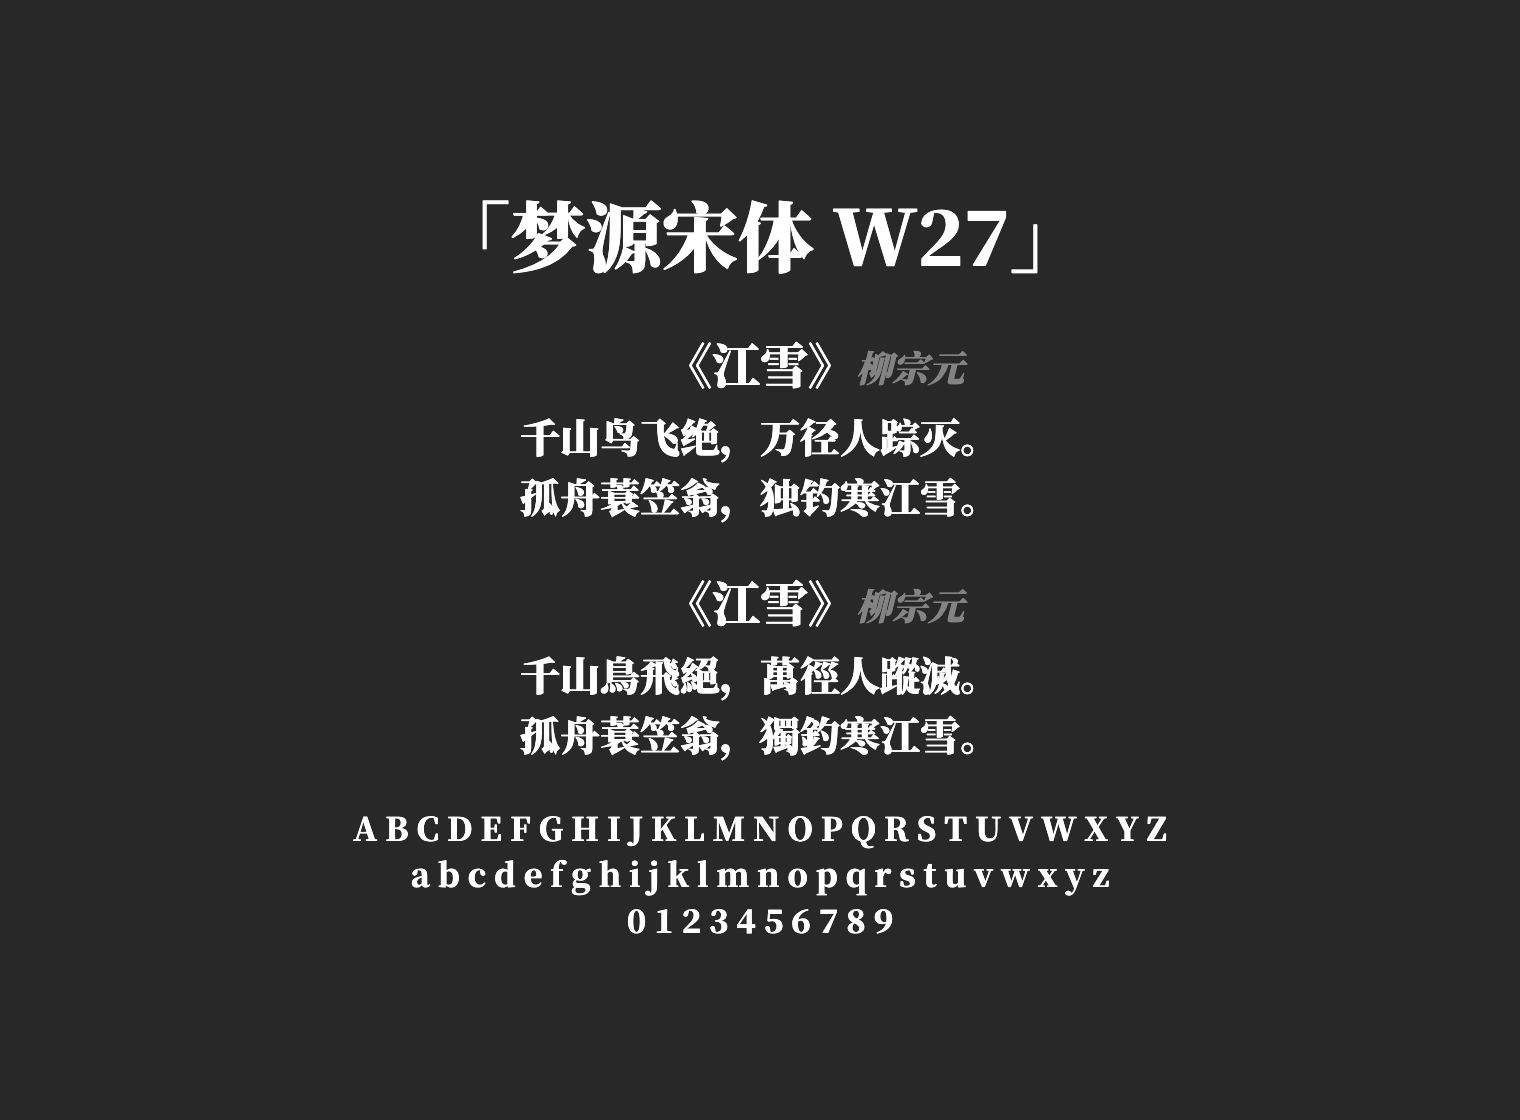 「梦源宋体 W27」
《江雪》 柳宗元
千山鸟飞绝，万径人踪灭。
孤舟蓑笠翁，独钓寒江雪。
《江雪》 柳宗元
千山鳥飛絕，萬徑人蹤滅。
孤舟蓑笠翁，獨釣寒江雪。
A B C D E F G H I J K L M N O P Q R S T U V W X Y Z
a b c d e f g h i j k l m n o p q r s t u v w x y z
0 1 2 3 4 5 6 7 8 9